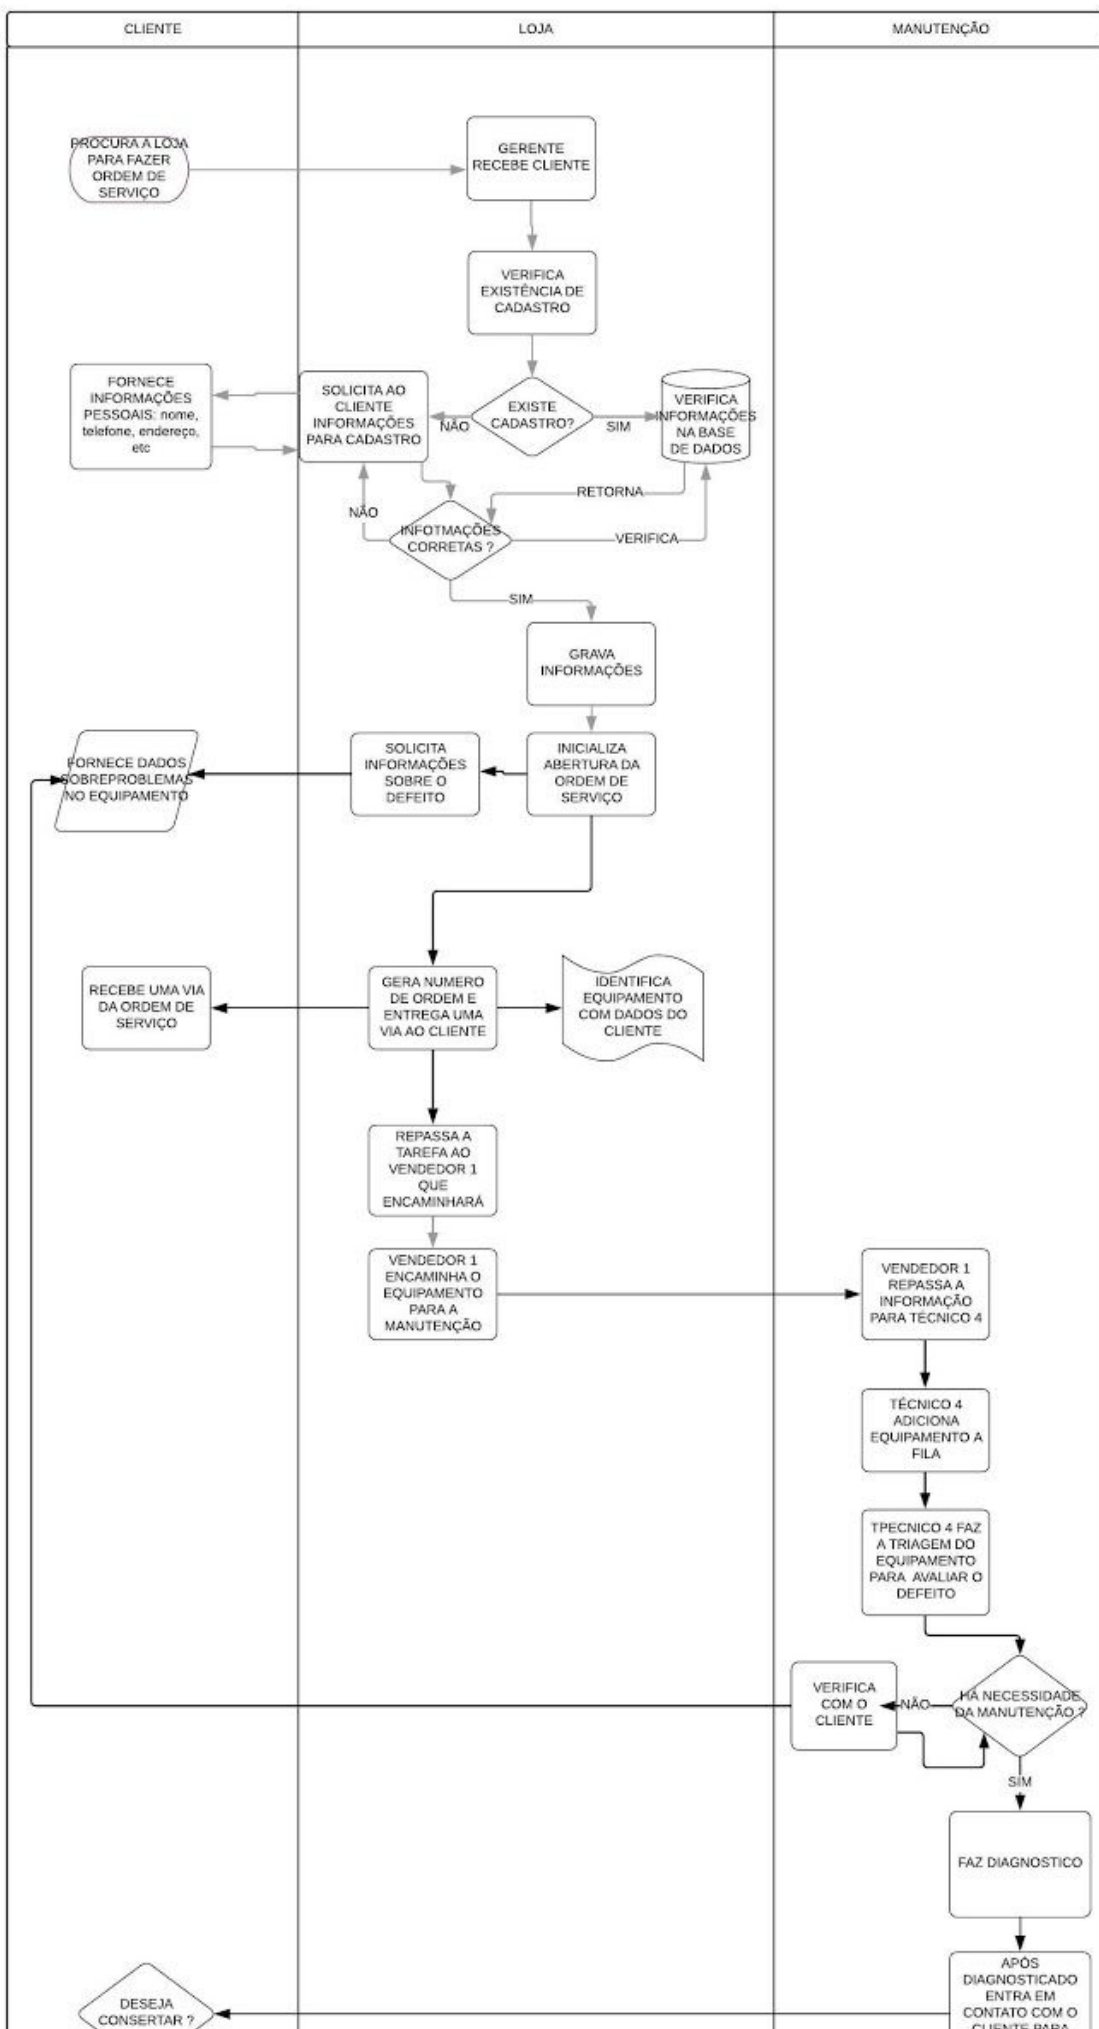 CLIENTE
LOJA
MANUTENÇÃO
PROCURA A LOJA
PARA FAZER
ORDEM DE
SERVIÇO
GERENTE
RECEBE CLIENTE
VERIFICA
EXISTÊNCIA DE
CADASTRO
FORNECE
INFORMAÇÕES
PESSOAIS: nome,
telefone, endereço,
etc
SOLICITA AO
CLIENTE
INFORMAÇÕES
PARA CADASTRO
EXISTE
CADASTRO?
NÃO
SIM
VERIFICA
INFORMAÇÕES
NA BASE
DE DADOS
RETORNA
NÃO
INFOTMAÇÕES
CORRETAS ?
VERIFICA
SIM
GRAVA
INFORMAÇÕES
FORNECE DADOS
SOBREPROBLEMAS
NO EQUIPAMENTO
SOLICITA
INFORMAÇÕES
SOBRE O
DEFEITO
INICIALIZA
ABERTURA DA
ORDEM DE
SERVIÇO
RECEBE UMA VIA
DA ORDEM DE
SERVIÇO
GERA NUMERO
DE ORDEM E
ENTREGA UMA
VIA AO CLIENTE
IDENTIFICA
EQUIPAMENTO
COM DADOS DO
CLIENTE
REPASSA A
TAREFA AO
VENDEDOR 1
QUE
ENCAMINHARÁ
VENDEDOR 1
ENCAMINHA O
EQUIPAMENTO
PARA A
MANUTENÇÃO
VENDEDOR 1
REPASSA A
INFORMAÇÃO
PARA TÉCNICO 4
TÉCNICO 4
ADICIONA
EQUIPAMENTO A
FILA
TPECNICO 4 FAZ
A TRIAGEM DO
EQUIPAMENTO
PARA AVALIAR O
DEFEITO
VERIFICA
COM O
CLIENTE
NÃO
HÁ NECESSIDADE
DA MANUTENÇÃO ?
SIM
FAZ DIAGNOSTICO
DESEJA
CONSERTAR ?
APÓS
DIAGNOSTICADO
ENTRA EM
CONTATO COM O
CLIENTE PARA